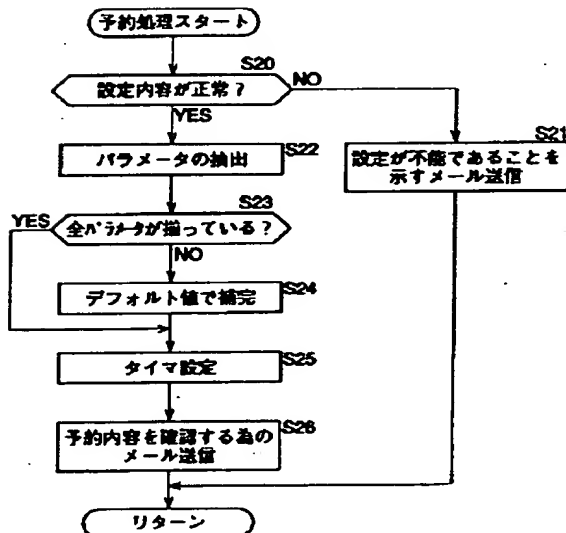 予約処理スタート
S20
設定内容が正常？
NO
YES
S21
設定が不能であることを
示すメール送信
S22
パラメータの抽出
S23
YES
全パラメータが揃っている？
NO
S24
デフォルト値で補完
S25
タイマ設定
S26
予約内容を確認する為の
メール送信
リターン